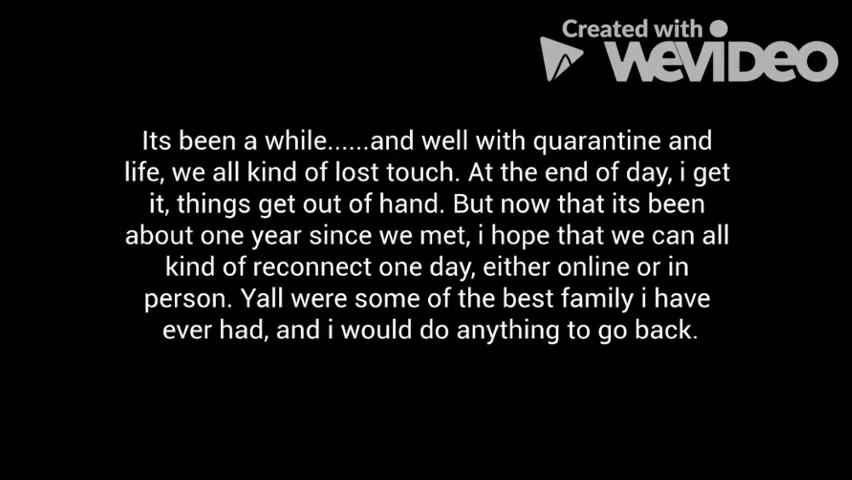 Created with
WEVIDEO
Its been a while......and well with quarantine and
life, we all kind of lost touch. At the end of day, i get
it, things get out of hand. But now that its been
about one year since we met, i hope that we can all
kind of reconnect one day, either online or in
person. Yall were some of the best family i have
ever had, and i would do anything to go back.